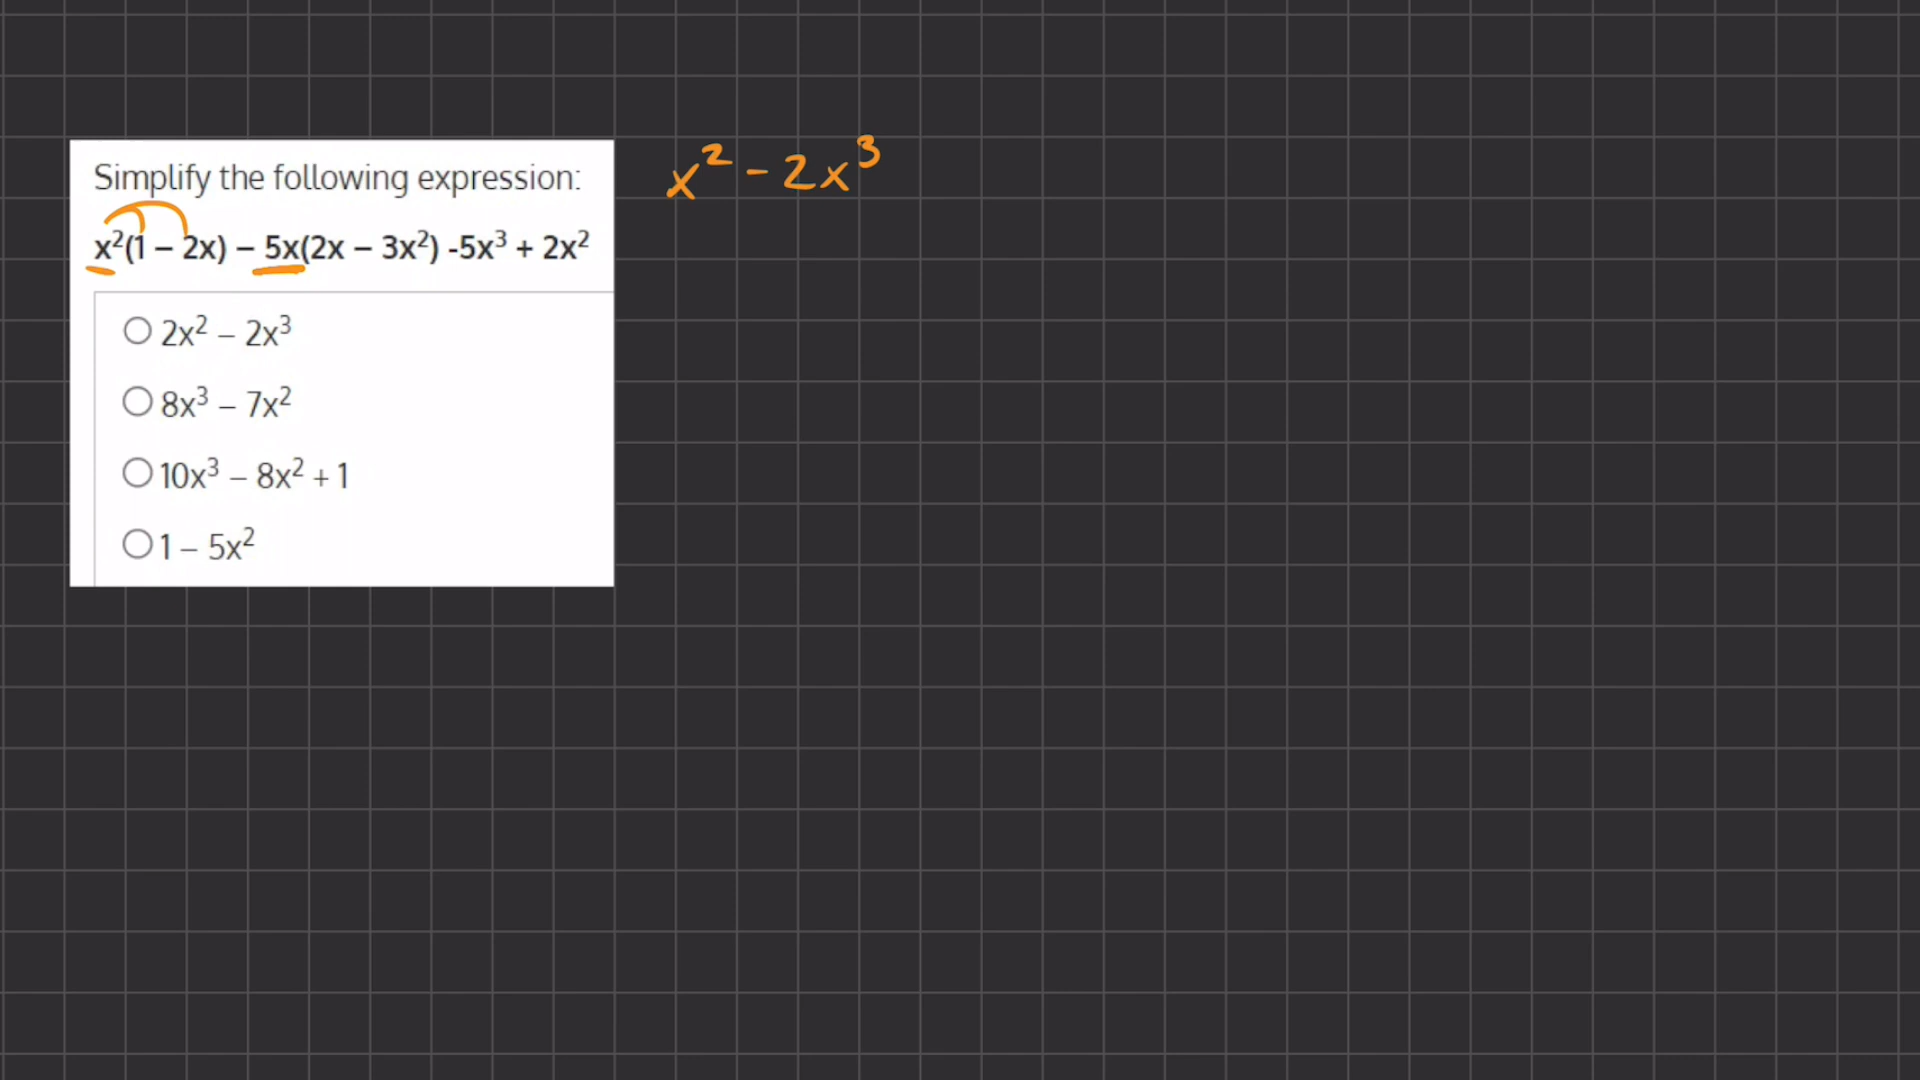 Simplify the following expression:
x²(1 – 2x) – 5x(2x – 3x²) -5x³ + 2x²
2x² – 2x³
8x³ – 7x²
10x³ – 8x² + 1
1 – 5x²
x² - 2x³